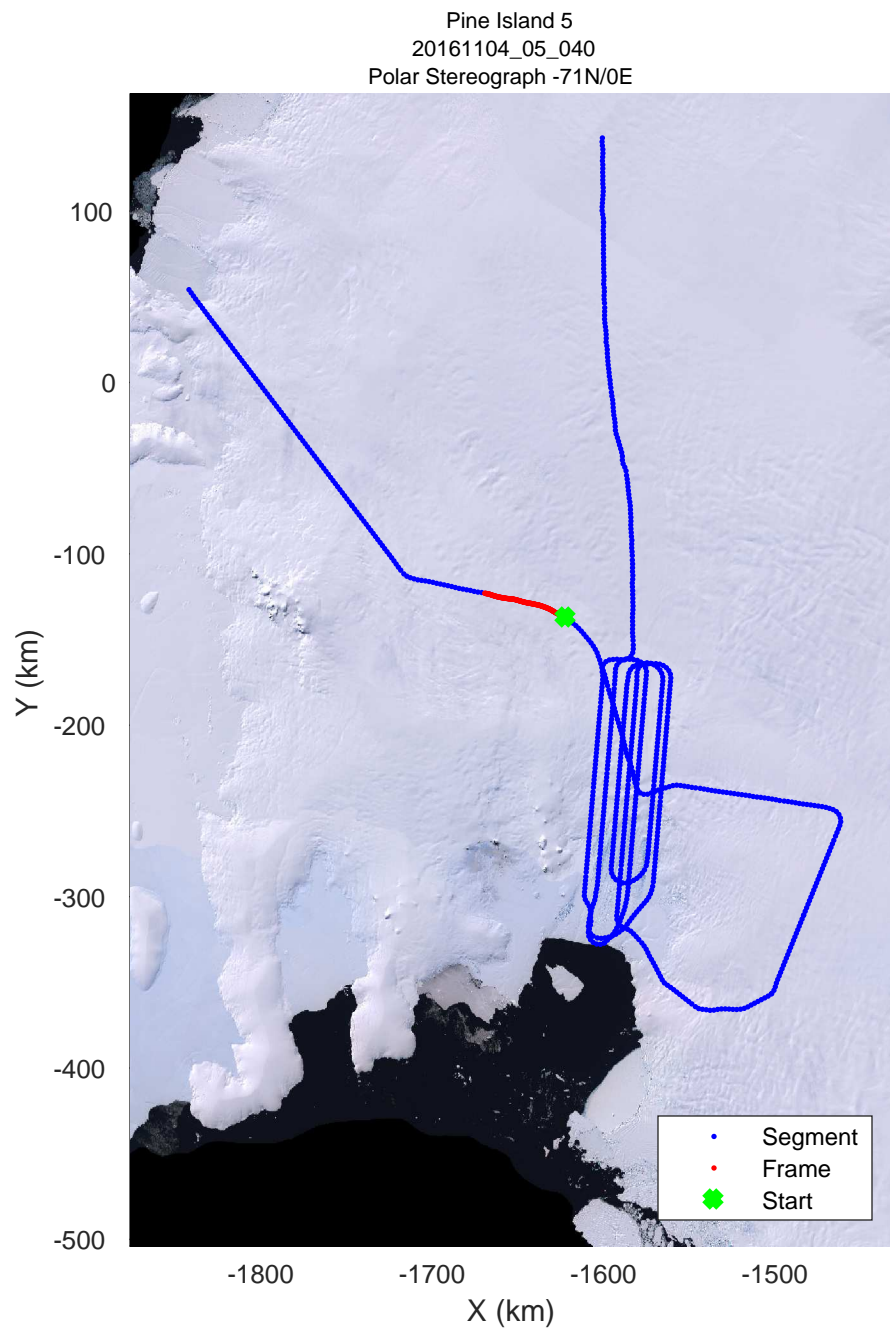 Pine Island 5
20161104_05_040
Polar Stereograph -71N/0E
100
0
-100
-200
-300
-400
-500
Y (km)
-1800
-1700
-1600
-1500
X (km)
Segment
Frame
Start